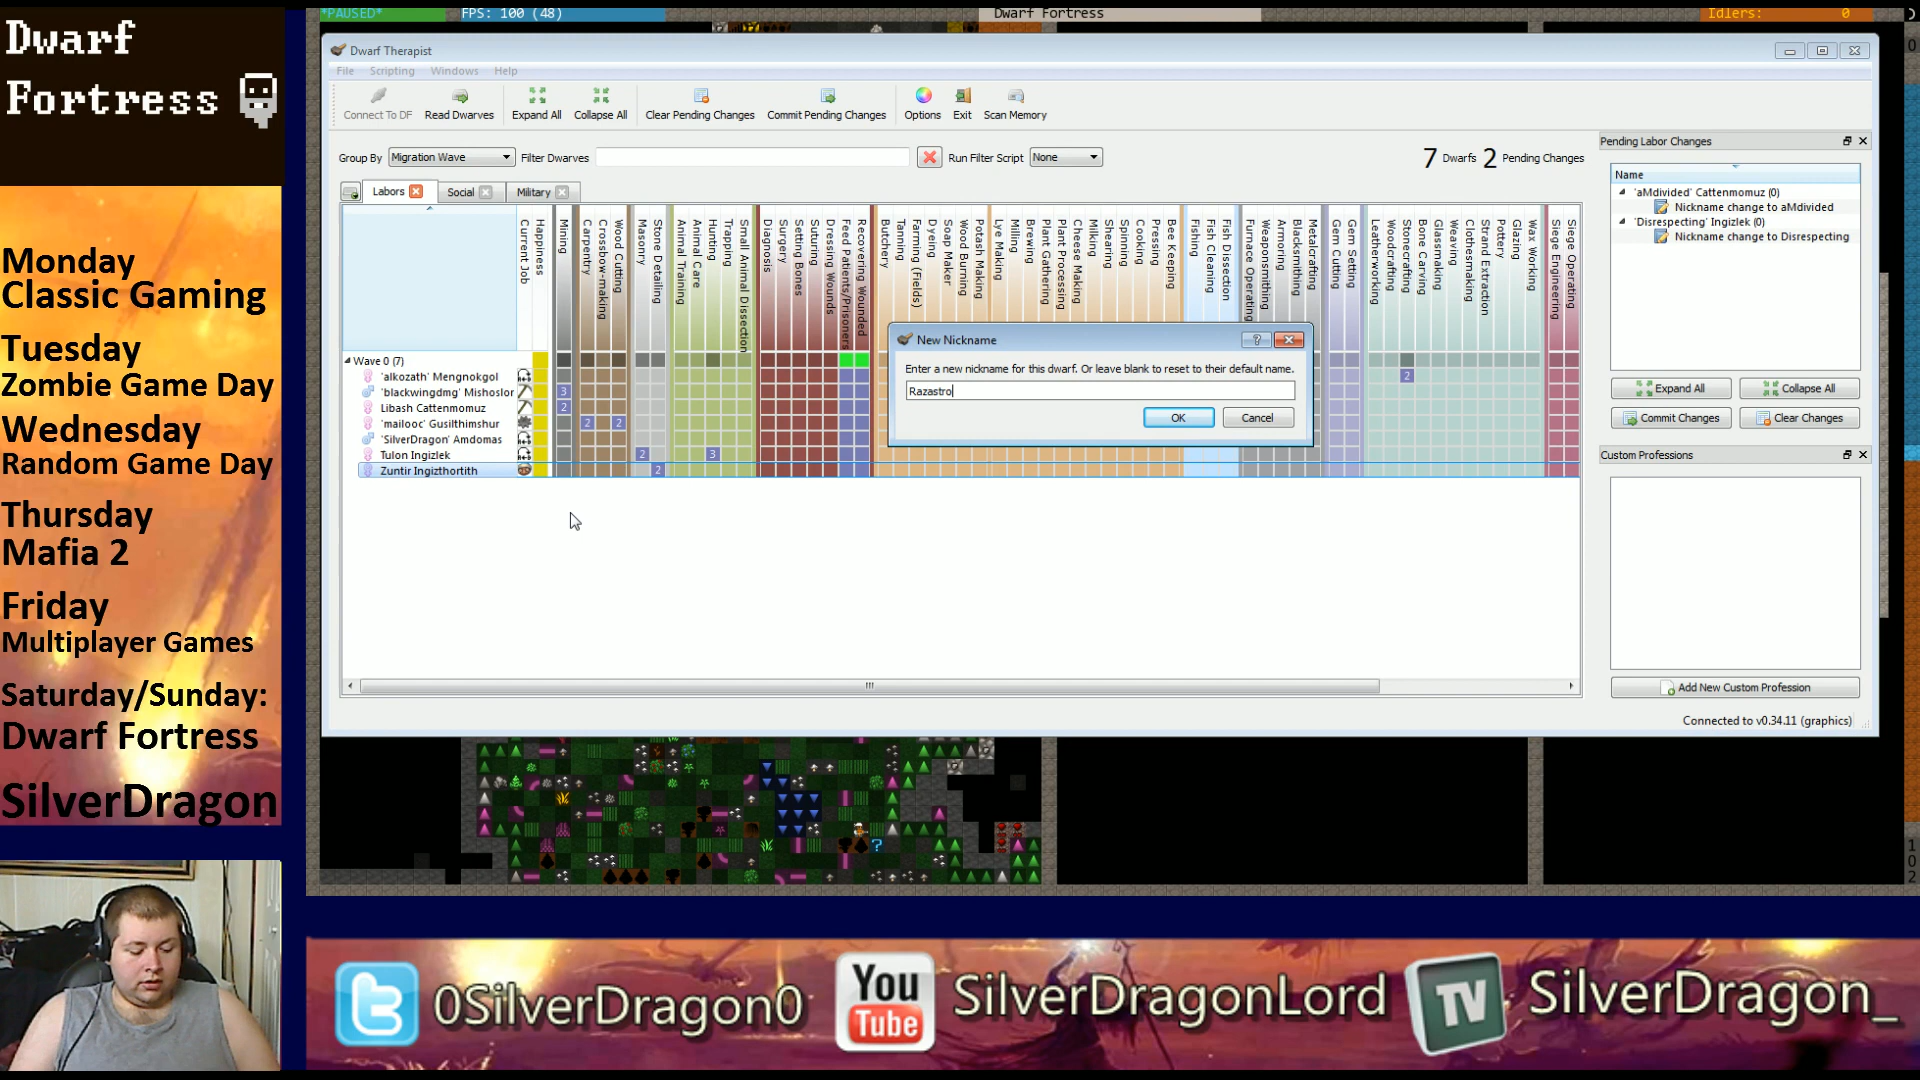 Dwarf
Fortress
Monday
Classic Gaming
Tuesday
Zombie Game Day
Wednesday
Random Game Day
Thursday
Mafia 2
Friday
Multiplayer Games
Saturday/Sunday:
Dwarf Fortress
SilverDragon
*PAUSED* FPS: 100 (48) Dwarf Fortress Idlers: 0
Dwarf Therapist
File Scripting Windows Help
Connect To DF Read Dwarves Expand All Collapse All Clear Pending Changes Commit Pending Changes Options Exit Scan Memory
Group By Migration Wave Filter Dwarves Run Filter Script None 7 Dwarfs 2 Pending Changes
Labors Social Military
Current Job
Happiness
Mining
Carpentry
Crossbow-making
Wood Cutting
Masonry
Stone Detailing
Animal Training
Animal Care
Hunting
Trapping
Small Animal Dissection
Diagnosis
Surgery
Setting Bones
Suturing
Dressing Wounds
Feed Patients/Prisoners
Recovering Wounded
Butchery
Tanning
Farming (Fields)
Dyeing
Soap Maker
Wood Burning
Potash Making
Lye Making
Milling
Brewing
Plant Gathering
Plant Processing
Cheese Making
Milking
Shearing
Spinning
Cooking
Pressing
Bee Keeping
Fishing
Fish Cleaning
Fish Dissection
Furnace Operating
Weaponsmithing
Armoring
Blacksmithing
Metalcrafting
Gem Cutting
Gem Setting
Leatherworking
Woodcrafting
Stonecrafting
Bone Carving
Glassmaking
Weaving
Clothesmaking
Strand Extraction
Pottery
Glazing
Wax Working
Siege Engineering
Siege Operating
Wave 0 (7)
'alkozath' Mengnokgol 2
'blackwingdmg' Mishoslor 3
Libash Cattenmomuz 2
'mailooc' Gusilthimshur 2 2
'SilverDragon' Amdomas
Tulon Ingizlek 2 3
Zuntir Ingizthortith 2
New Nickname
Enter a new nickname for this dwarf. Or leave blank to reset to their default name.
Razastro
OK Cancel
Pending Labor Changes
Name
'aMdivided' Cattenmomuz (0)
Nickname change to aMdivided
'Disrespecting' Ingizlek (0)
Nickname change to Disrespecting
Expand All Collapse All
Commit Changes Clear Changes
Custom Professions
Add New Custom Profession
Connected to v0.34.11 (graphics)
0
102
?
0SilverDragon0 You Tube SilverDragonLord TV SilverDragon_